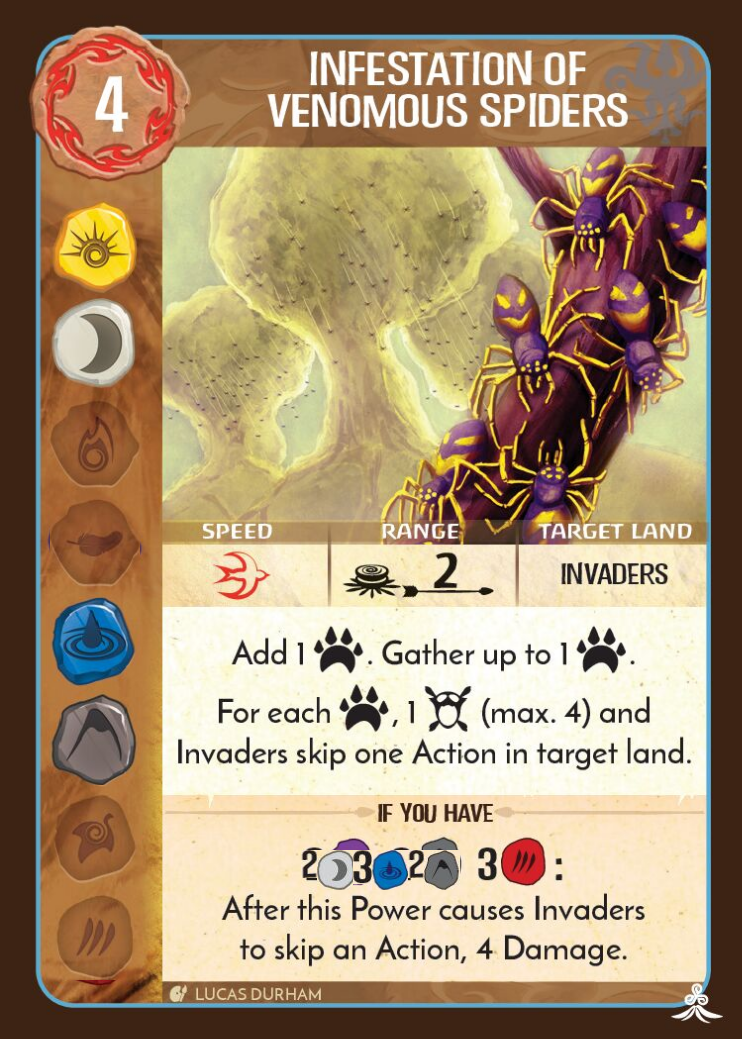 4
INFESTATION OF
VENOMOUS SPIDERS
SPEED RANGE TARGET LAND
2 INVADERS
Add 1 . Gather up to 1 .
For each , 1 (max. 4) and
Invaders skip one Action in target land.
IF YOU HAVE
2 3 2 3 :
After this Power causes Invaders
to skip an Action, 4 Damage.
LUCAS DURHAM